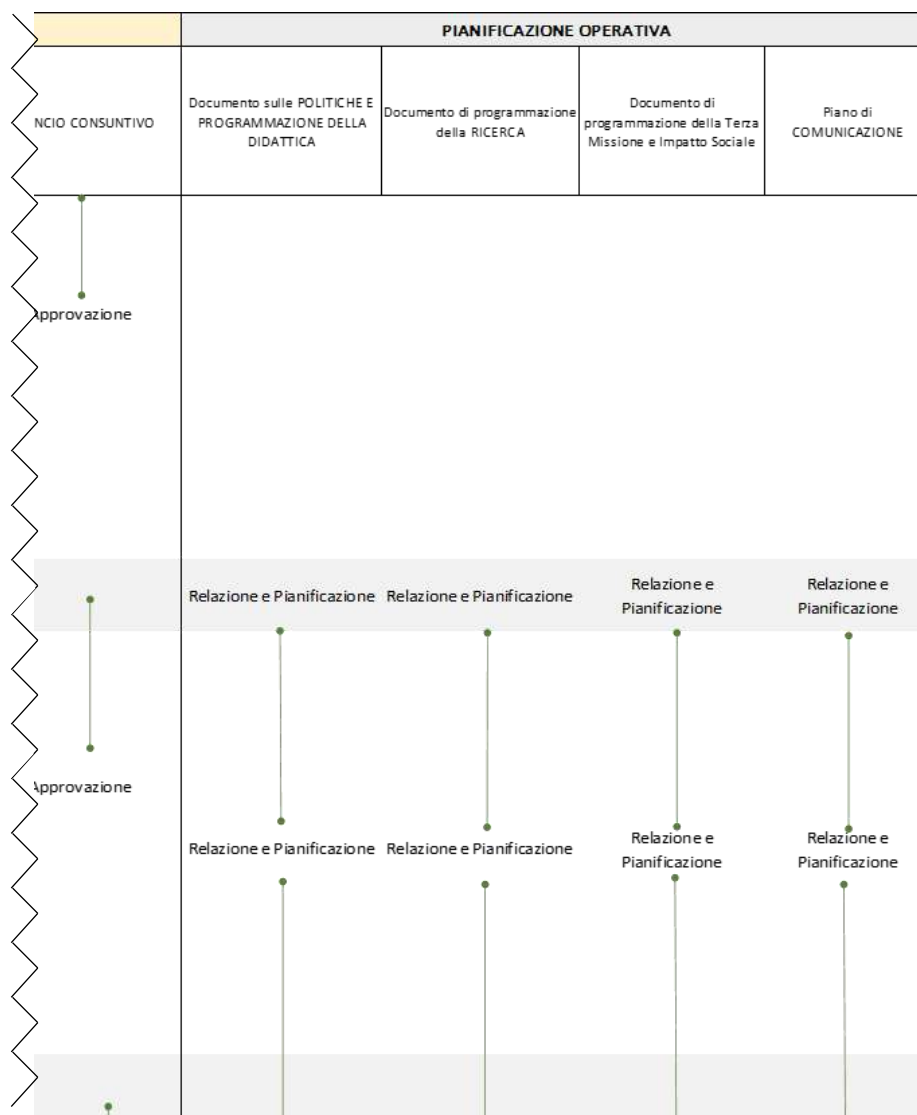 PIANIFICAZIONE OPERATIVA
NCIO CONSUNTIVO
Documento sulle POLITICHE E
PROGRAMMAZIONE DELLA
DIDATTICA
Documento di programmazione
della RICERCA
Documento di
programmazione della Terza
Missione e Impatto Sociale
Piano di
COMUNICAZIONE
Approvazione
Relazione e Pianificazione
Relazione e Pianificazione
Relazione e
Pianificazione
Relazione e
Pianificazione
Approvazione
Relazione e Pianificazione
Relazione e Pianificazione
Relazione e
Pianificazione
Relazione e
Pianificazione